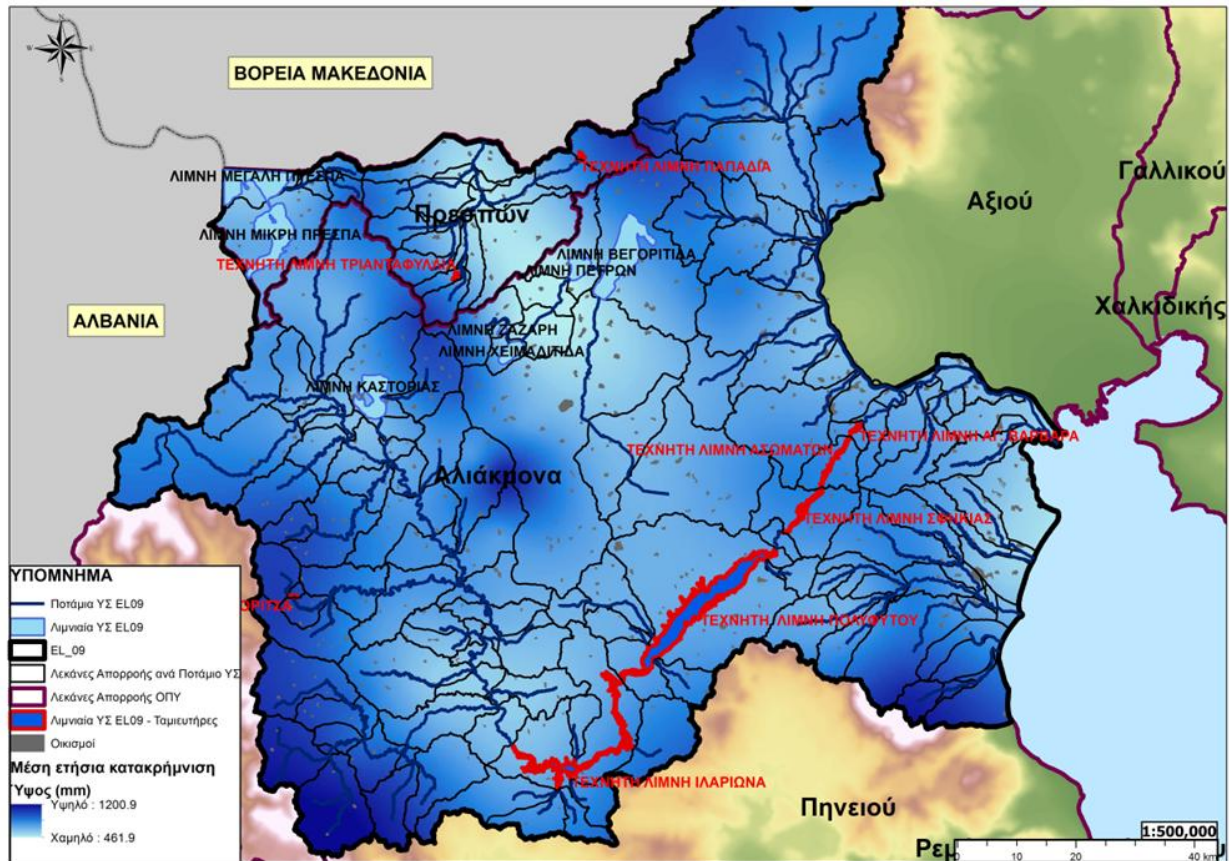 N
W E
S
ΒΟΡΕΙΑ ΜΑΚΕΔΟΝΙΑ
ΤΕΧΝΗΤΗ ΛΙΜΝΗ ΠΑΠΑΔΙΑ
ΛΙΜΝΗ ΜΕΓΑΛΗ ΠΡΕΣΠΑ
Γαλλικού
Αξιού
Πρεσπών
ΛΙΜΝΗ ΜΙΚΡΗ ΠΡΕΣΠΑ
ΛΙΜΝΗ ΒΕΓΟΡΙΤΙΔΑ
ΤΕΧΝΗΤΗ ΛΙΜΝΗ ΤΡΙΑΝΤΑΦΥΛΛΙΑ
ΛΙΜΝΗ ΠΕΤΡΩΝ
Χαλκιδικής
ΑΛΒΑΝΙΑ
ΛΙΜΝΗ ΖΑΖΑΡΗ
ΛΙΜΝΗ ΧΕΙΜΑΔΙΤΙΔΑ
ΛΙΜΝΗ ΚΑΣΤΟΡΙΑΣ
ΤΕΧΝΗΤΗ ΛΙΜΝΗ ΑΓ. ΒΑΡΒΑΡΑ
ΤΕΧΝΗΤΗ ΛΙΜΝΗ ΑΣΩΜΑΤΩΝ
Αλιάκμονα
ΤΕΧΝΗΤΗ ΛΙΜΝΗ ΣΦΗΚΙΑΣ
ΤΕΧΝΗΤΗ ΛΙΜΝΗ ΠΟΛΥΦΥΤΟΥ
ΤΕΧΝΗΤΗ ΛΙΜΝΗ ΙΛΑΡΙΩΝΑ
Πηνειού
ΥΠΟΜΝΗΜΑ
Ποτάμια ΥΣ EL09
Λιμνιαία ΥΣ EL09
EL_09
Λεκάνες Απορροής ανά Ποτάμιο ΥΣ
Λεκάνες Απορροής ΟΠΥ
Λιμνιαία ΥΣ EL09 - Ταμιευτήρες
Οικισμοί
Μέση ετήσια κατακρήμνιση
Ύψος (mm)
Υψηλό : 1200.9
Χαμηλό : 461.9
1:500,000
0 10 20 40 km